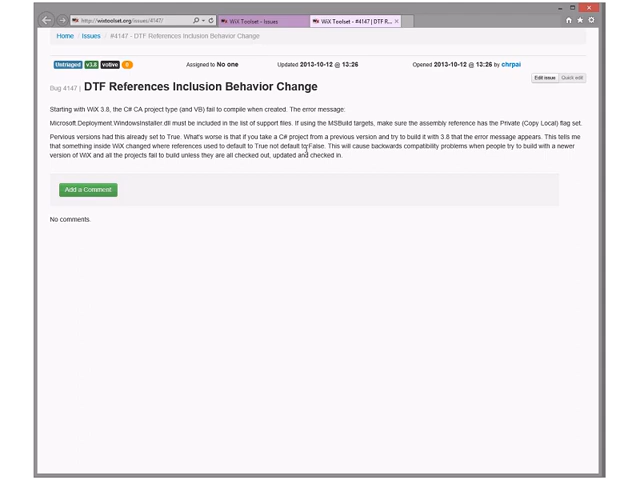 http://wixtoolset.org/issues/4147/
WiX Toolset - Issues
WiX Toolset - #4147 | DTF R...
Home / Issues / #4147 - DTF References Inclusion Behavior Change
Untriaged v3.8 votive 0
Assigned to No one
Updated 2013-10-12 @ 13:26
Opened 2013-10-12 @ 13:26 by chrpai
Edit issue Quick edit
Bug 4147 | DTF References Inclusion Behavior Change
Starting with WiX 3.8, the C# CA project type (and VB) fail to compile when created. The error message:
Microsoft.Deployment.WindowsInstaller.dll must be included in the list of support files. If using the MSBuild targets, make sure the assembly reference has the Private (Copy Local) flag set.
Pervious versions had this already set to True. What's worse is that if you take a C# project from a previous version and try to build it with 3.8 that the error message appears. This tells me
that something inside WiX changed where references used to default to True not default to False. This will cause backwards compatibility problems when people try to build with a newer
version of WiX and all the projects fail to build unless they are all checked out, updated and checked in.
Add a Comment
No comments.